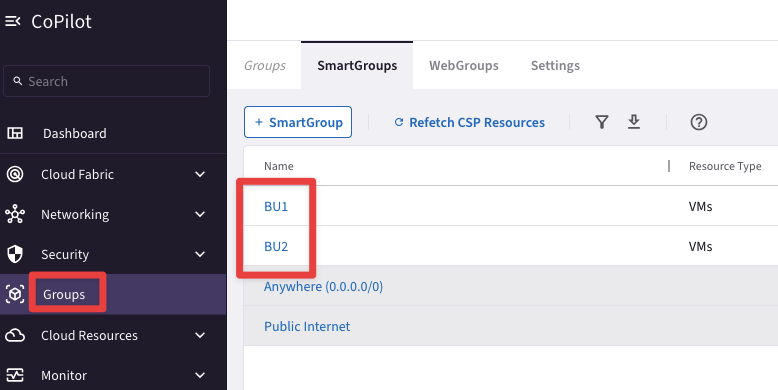 CoPilot
Search
Dashboard
Cloud Fabric
Networking
Security
Groups
Cloud Resources
Monitor
Groups SmartGroups WebGroups Settings
+ SmartGroup Refetch CSP Resources ?
Name Resource Type
BU1 VMs
BU2 VMs
Anywhere (0.0.0.0/0)
Public Internet